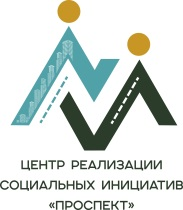 ЦЕНТР РЕАЛИЗАЦИИ
СОЦИАЛЬНЫХ ИНИЦИАТИВ
«ПРОСПЕКТ»